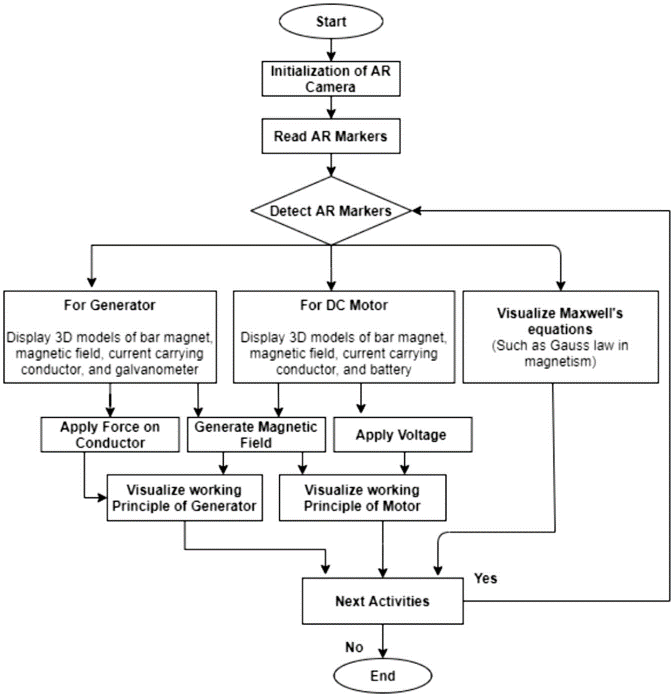 Start
Initialization of AR
Camera
Read AR Markers
Detect AR Markers
For Generator
Display 3D models of bar magnet,
magnetic field, current carrying
conductor, and galvanometer
For DC Motor
Display 3D models of bar magnet,
magnetic field, current carrying
conductor, and battery
Visualize Maxwell's
equations
(Such as Gauss law in
magnetism)
Apply Force on
Conductor
Generate Magnetic
Field
Apply Voltage
Visualize working
Principle of Generator
Visualize working
Principle of Motor
Next Activities
Yes
No
End